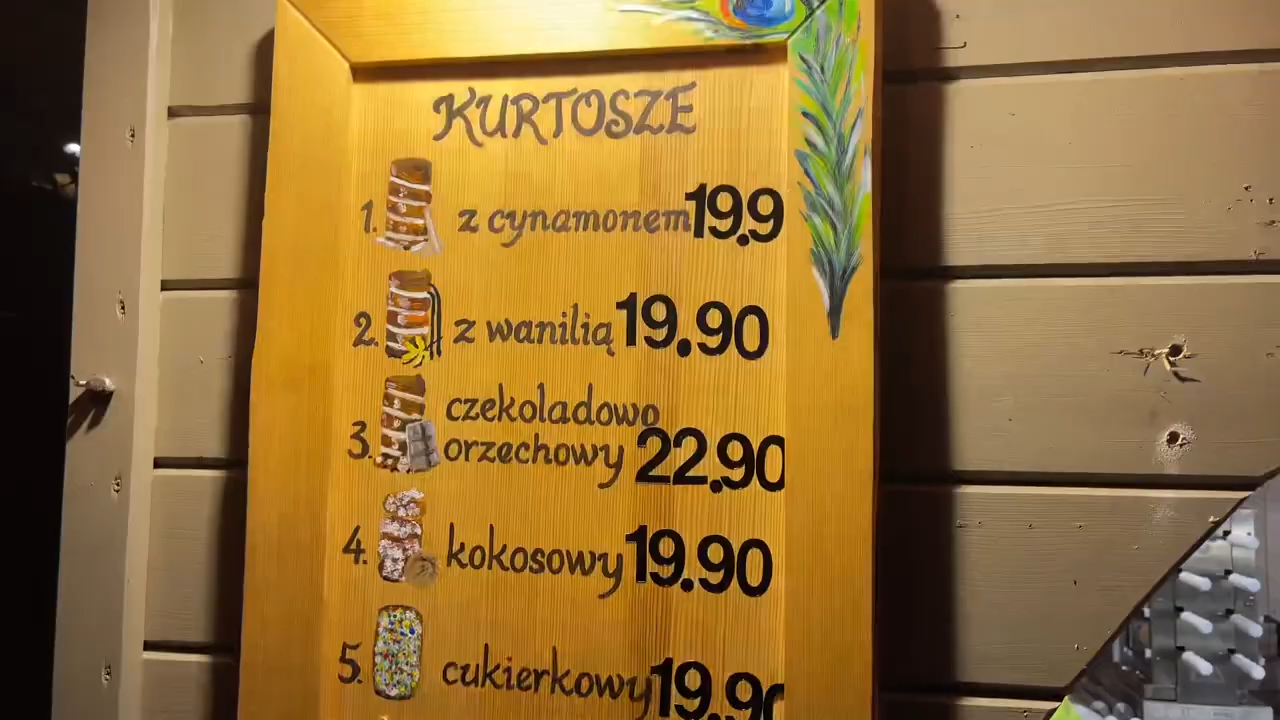 KURTOSZE
1. z cynamonem 19.9
2. z wanilią 19.90
czekoladowo
3. orzechowy 22.90
4. kokosowy 19.90
5. cukierkowy 19.90